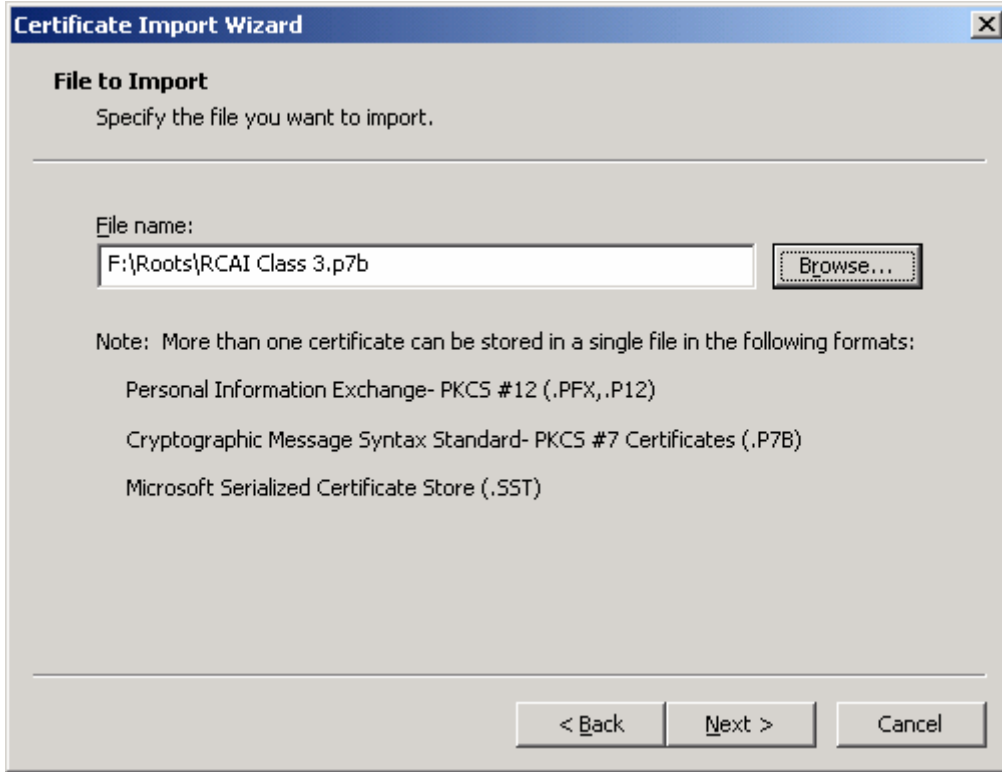 Certificate Import Wizard
File to Import
Specify the file you want to import.
File name:
F:\Roots\RCAI Class 3.p7b
Browse...
Note:  More than one certificate can be stored in a single file in the following formats:
Personal Information Exchange- PKCS #12 (.PFX,.P12)
Cryptographic Message Syntax Standard- PKCS #7 Certificates (.P7B)
Microsoft Serialized Certificate Store (.SST)
< Back
Next >
Cancel